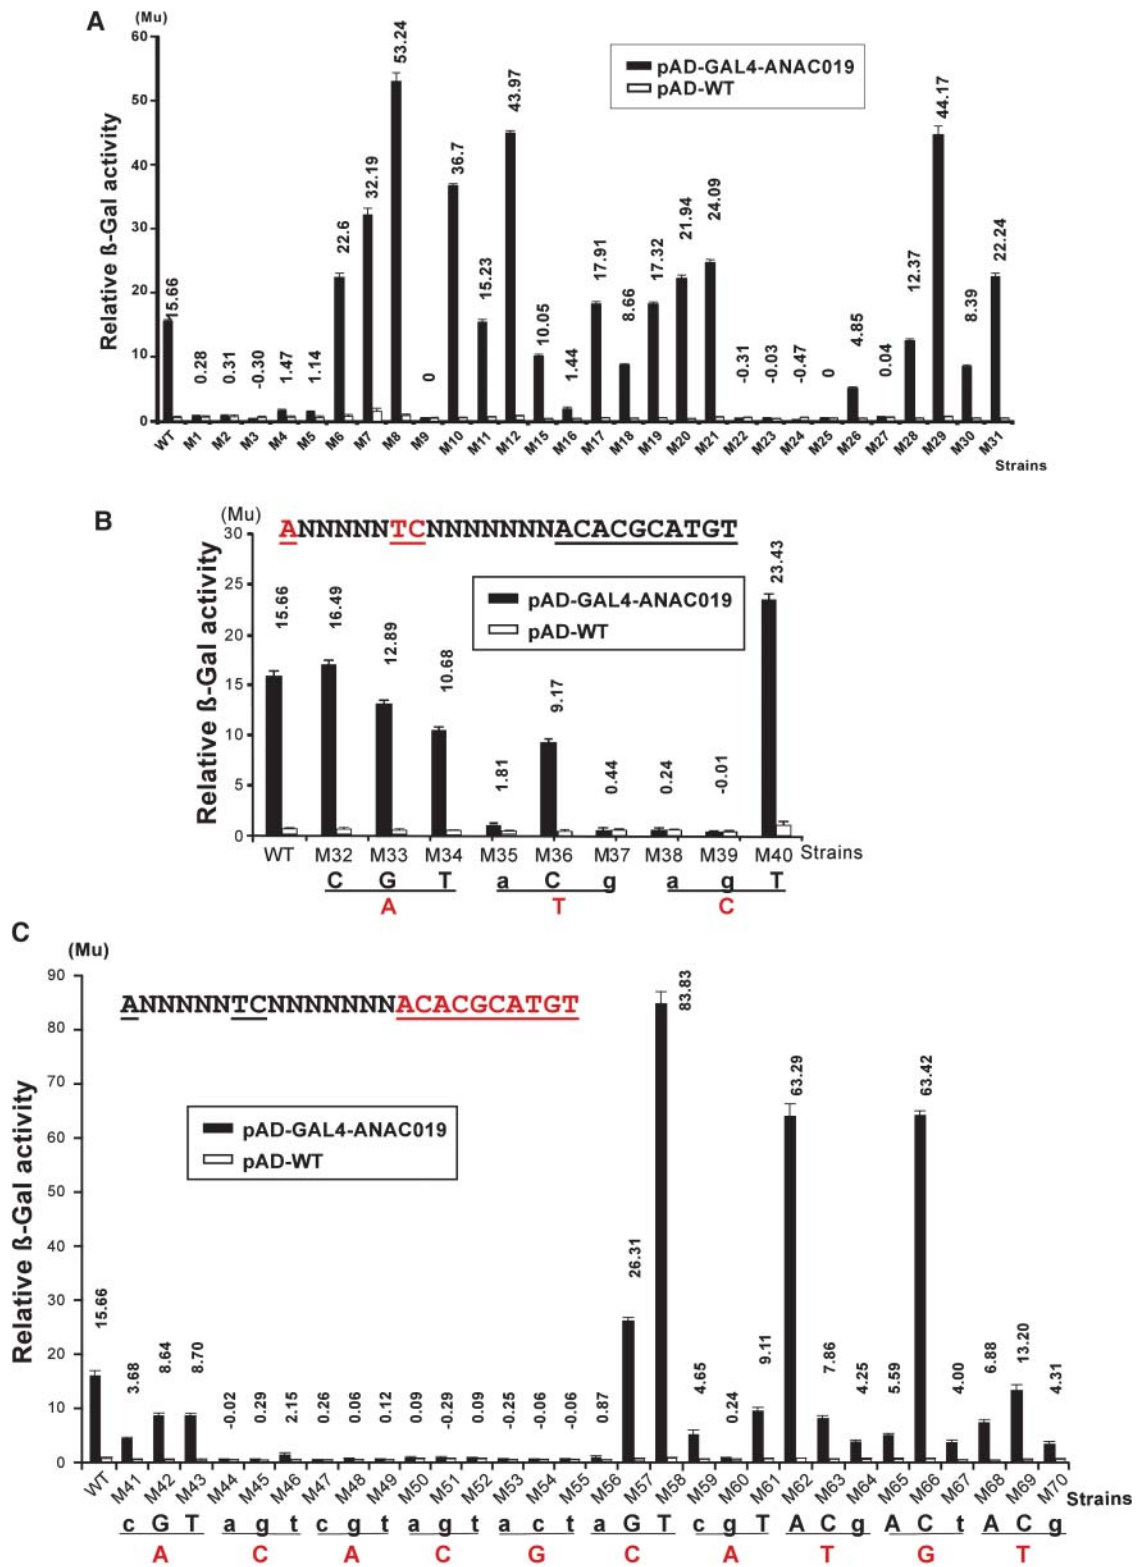 A
(Mu)
Relative ß-Gal activity
60
50
40
30
20
10
0
pAD-GAL4-ANAC019
pAD-WT
15.66 0.28 0.31 -0.30 1.47 1.14 22.6 32.19 53.24 0 36.7 15.23 43.97 10.05 1.44 17.91 8.66 17.32 21.94 24.09 -0.31 -0.03 -0.47 0 4.85 0.04 12.37 44.17 8.39 22.24
WT M1 M2 M3 M4 M5 M6 M7 M8 M9 M10 M11 M12 M15 M16 M17 M18 M19 M20 M21 M22 M23 M24 M25 M26 M27 M28 M29 M30 M31
Strains
B
(Mu)
ANNNNNTCNNNNNNNACACGCATGT
Relative ß-Gal activity
30
25
20
15
10
5
0
pAD-GAL4-ANAC019
pAD-WT
15.66 16.49 12.89 10.68 1.81 9.17 0.44 0.24 -0.01 23.43
WT M32 M33 M34 M35 M36 M37 M38 M39 M40 Strains
C G T a C g a g T
A T C
C
(Mu)
Relative ß-Gal activity
90
80
70
60
50
40
30
20
10
0
ANNNNNTCNNNNNNNACACGCATGT
pAD-GAL4-ANAC019
pAD-WT
15.66 3.68 8.64 8.70 -0.02 0.29 2.15 0.26 0.06 0.12 0.09 -0.29 0.09 -0.25 -0.06 -0.06 0.87 26.31 83.83 4.65 0.24 9.11 63.29 7.86 4.25 5.59 63.42 4.00 6.88 13.20 4.31
WT M41 M42 M43 M44 M45 M46 M47 M48 M49 M50 M51 M52 M53 M54 M55 M56 M57 M58 M59 M60 M61 M62 M63 M64 M65 M66 M67 M68 M69 M70 Strains
c G T a g t c g t a g t a c t a G T c g T A C g A C t A C g
A C A C G C A T G T